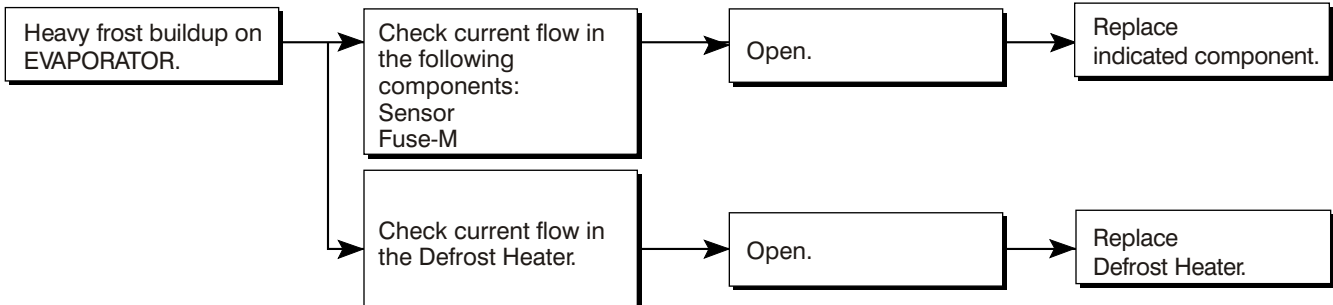 Heavy frost buildup on
EVAPORATOR.
Check current flow in
the following
components:
Sensor
Fuse-M
Open.
Replace
indicated component.
Check current flow in
the Defrost Heater.
Open.
Replace
Defrost Heater.